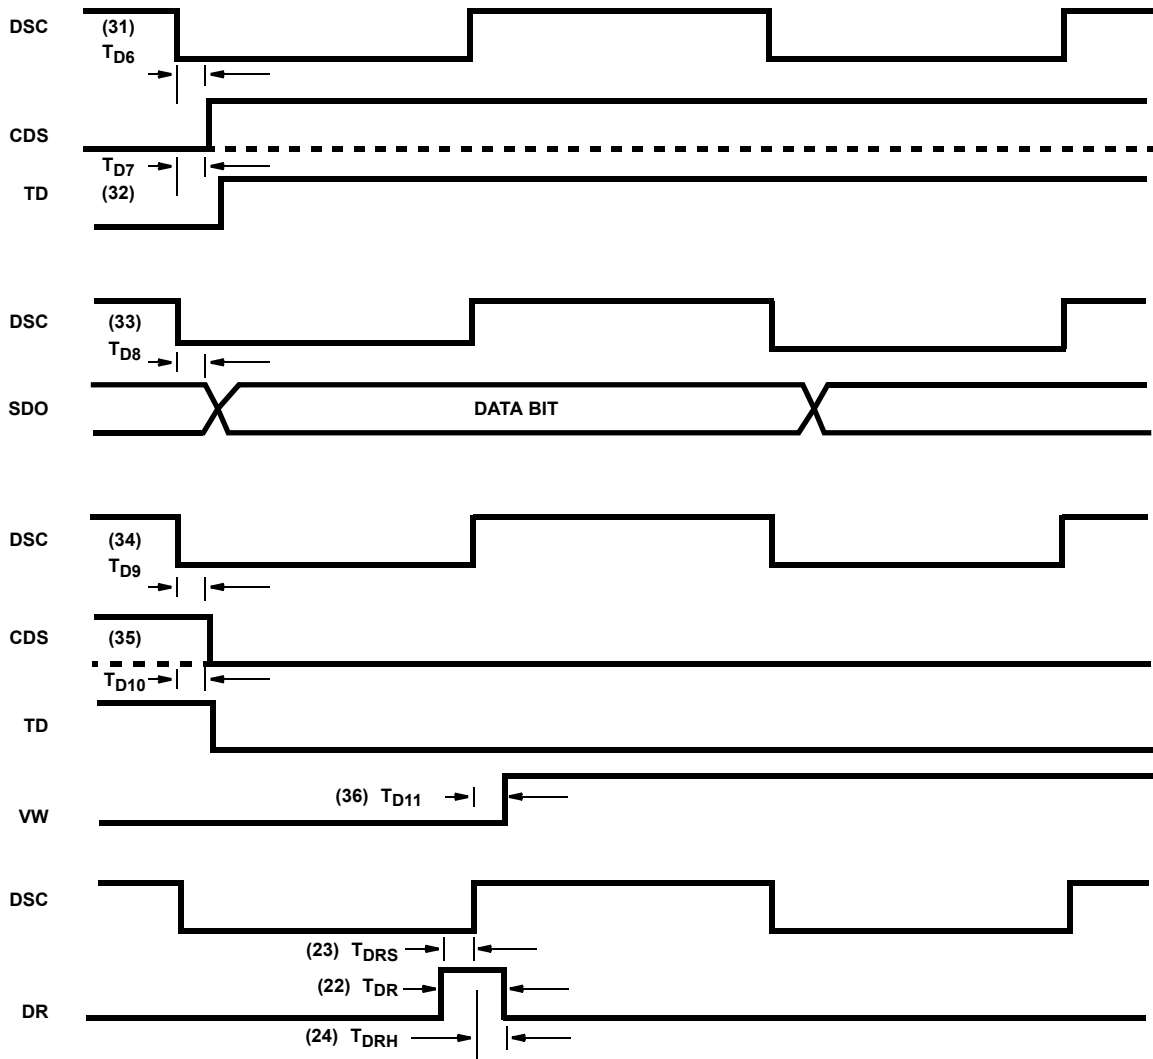 DSC (31)
TD6
CDS
TD7
TD (32)
DSC (33)
TD8
SDO DATA BIT
DSC (34)
TD9
CDS (35)
TD10
TD
(36) TD11
VW
DSC
(23) TDRS
(22) TDR
DR
(24) TDRH